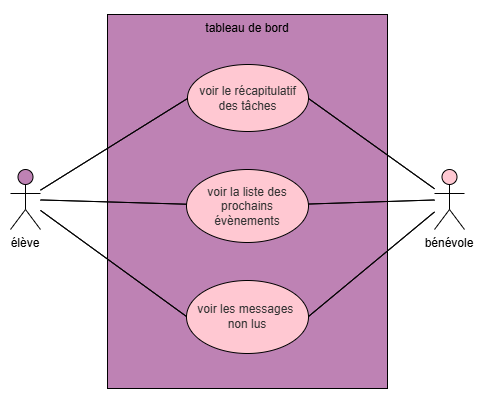 tableau de bord
voir le récapitulatif
des tâches
voir la liste des
prochains
évènements
élève
bénévole
voir les messages
non lus